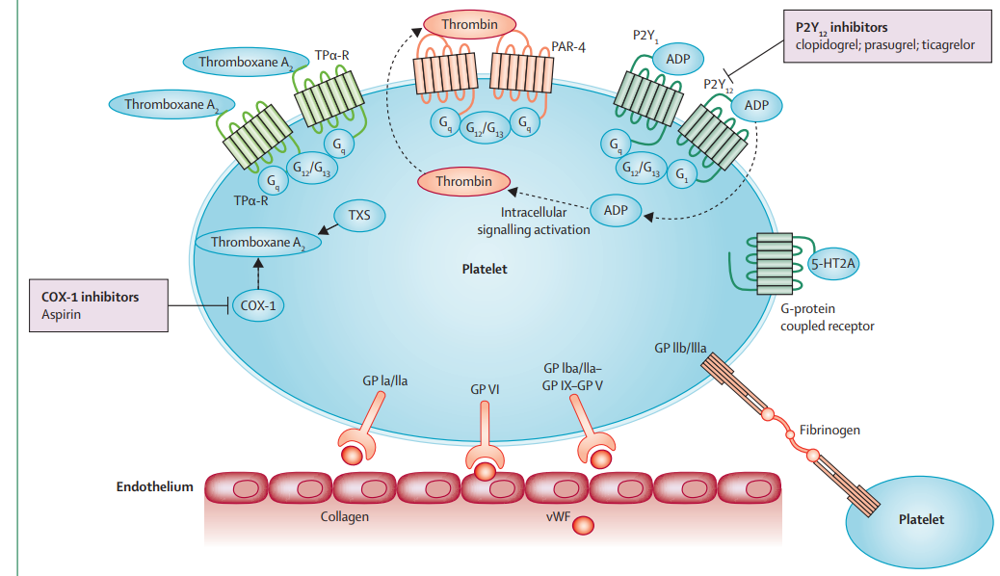 Thrombin
P2Y12 inhibitors
clopidogrel; prasugrel; ticagrelor
Thromboxane A2
TPα-R
PAR-4
P2Y1
ADP
P2Y12
ADP
Thromboxane A2
Gq
G12/G13
Gq
Gq
G12/G13
Gq
Gq
G12/G13
G1
TPα-R
Thrombin
TXS
ADP
Intracellular
signalling activation
Thromboxane A2
Platelet
5-HT2A
COX-1 inhibitors
Aspirin
COX-1
G-protein
coupled receptor
GP Ia/IIa
GP VI
GP Iba/IIa–
GP IX–GP V
GP IIb/IIIa
Fibrinogen
Endothelium
Collagen
vWF
Platelet